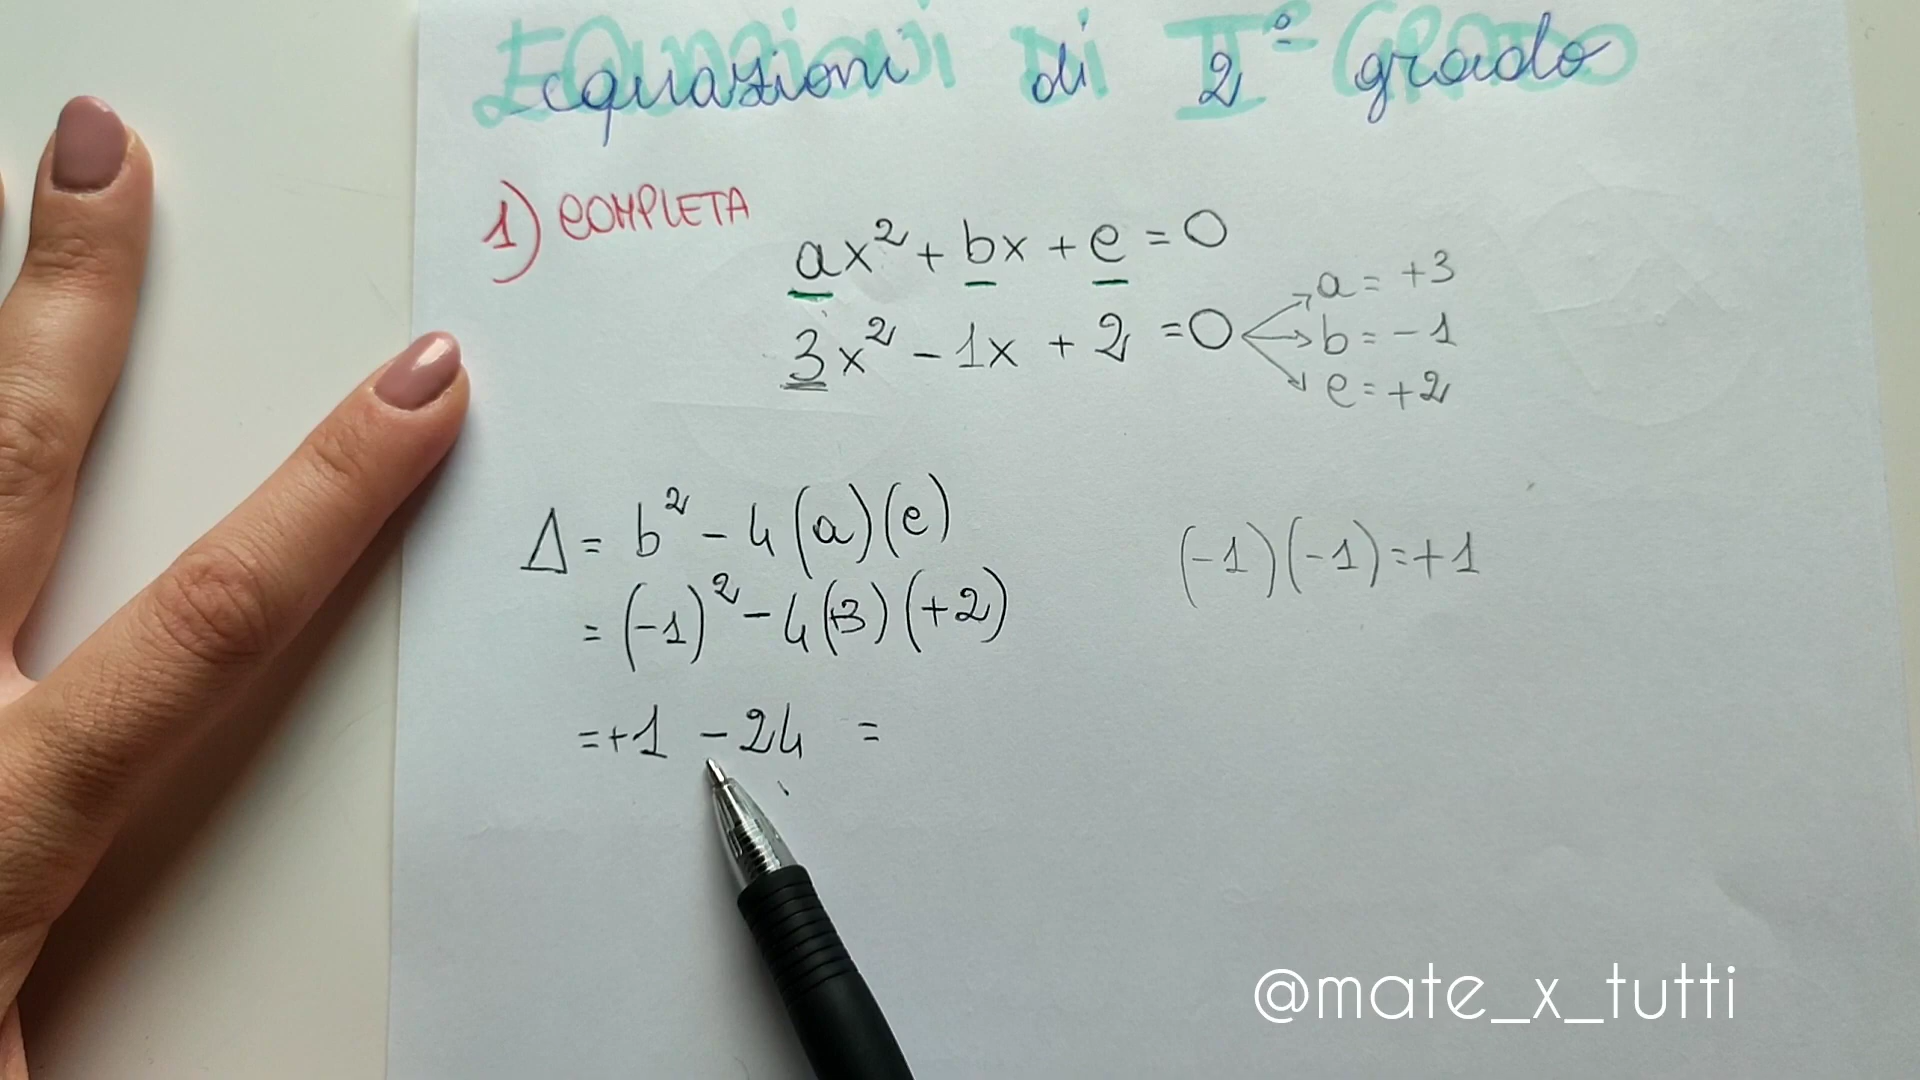 Equazioni di 2° grado
1) COMPLETA
ax² + bx + c = 0
3x² - 1x + 2 = 0
a = +3
b = -1
c = +2
Δ = b² - 4(a)(c)
= (-1)² - 4(+3)(+2)
(-1)(-1) = +1
= +1 - 24 =
@mate_x_tutti